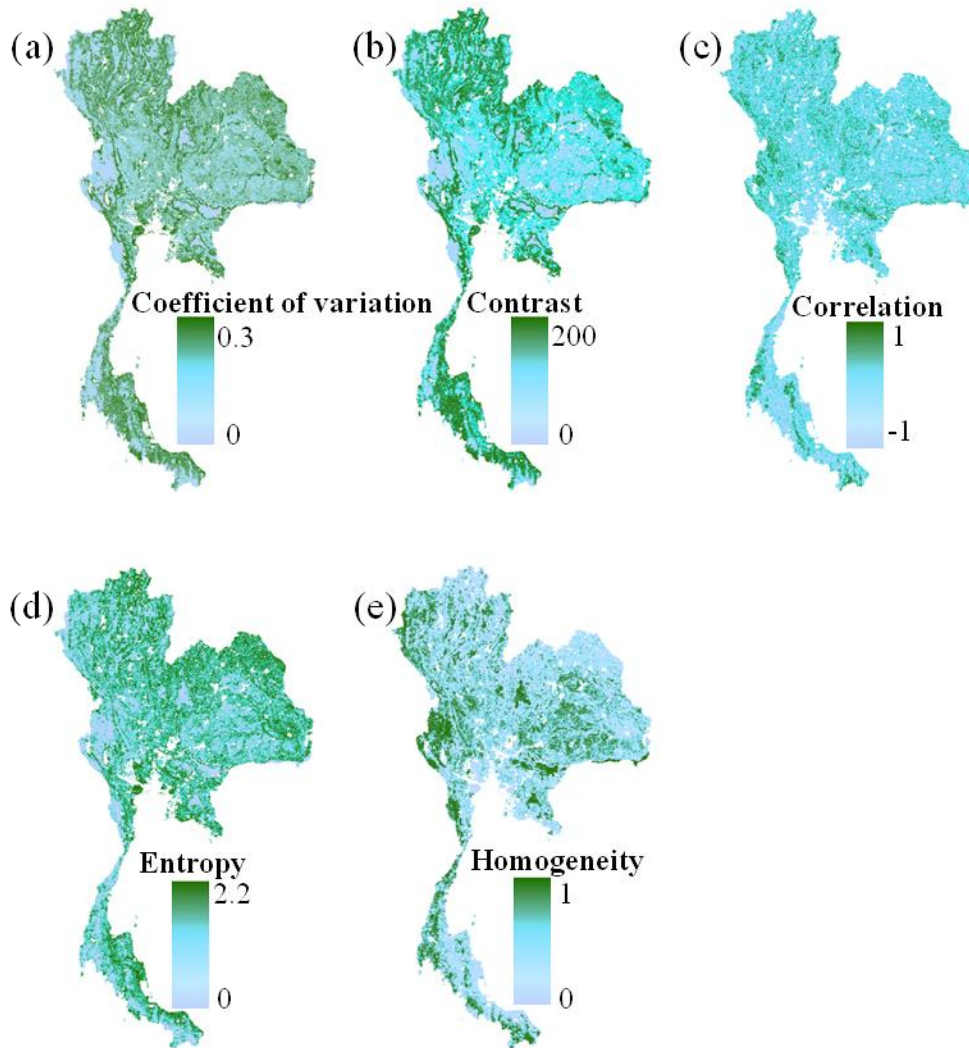 (a)
(b)
(c)
Coefficient of variation
0.3
0
Contrast
200
0
Correlation
1
-1
(d)
(e)
Entropy
2.2
0
Homogeneity
1
0